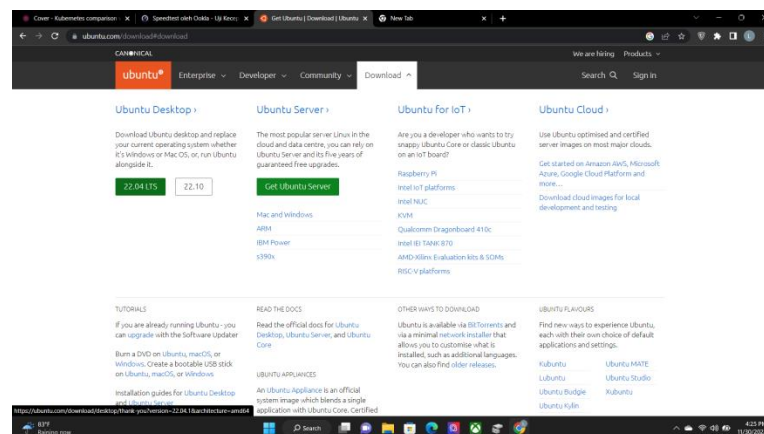 Cover - Kubernetes comparison
Speedtest oleh Ookla - Uji Kecep
Get Ubuntu | Download | Ubuntu
New Tab
ubuntu.com/download#download
CANONICAL
We are hiring Products
ubuntu® Enterprise Developer Community Download Search Sign in
Ubuntu Desktop ›
Download Ubuntu desktop and replace
your current operating system whether
it's Windows or Mac OS, or, run Ubuntu
alongside it.
22.04 LTS 22.10
Ubuntu Server ›
The most popular server Linux in the
cloud and data centre, you can rely on
Ubuntu Server and its five years of
guaranteed free upgrades.
Get Ubuntu Server
Mac and Windows
ARM
IBM Power
s390x
Ubuntu for IoT ›
Are you a developer who wants to try
snappy Ubuntu Core or classic Ubuntu
on an IoT board?
Raspberry Pi
Intel IoT platforms
Intel NUC
KVM
Qualcomm Dragonboard 410c
Intel IEI TANK 870
AMD-Xilinx Evaluation kits & SOMs
RISC-V platforms
Ubuntu Cloud ›
Use Ubuntu optimised and certified
server images on most major clouds.
Get started on Amazon AWS, Microsoft
Azure, Google Cloud Platform and
more...
Download cloud images for local
development and testing
TUTORIALS
If you are already running Ubuntu - you
can upgrade with the Software Updater
Burn a DVD on Ubuntu, macOS, or
Windows. Create a bootable USB stick
on Ubuntu, macOS, or Windows
Installation guides for Ubuntu Desktop
and Ubuntu Server
READ THE DOCS
Read the official docs for Ubuntu
Desktop, Ubuntu Server, and Ubuntu
Core
UBUNTU APPLIANCES
An Ubuntu Appliance is an official
system image which blends a single
application with Ubuntu Core. Certified
OTHER WAYS TO DOWNLOAD
Ubuntu is available via BitTorrents and
via a minimal network installer that
allows you to customise what is
installed, such as additional languages.
You can also find older releases.
UBUNTU FLAVOURS
Find new ways to experience Ubuntu,
each with their own choice of default
applications and settings.
Kubuntu Ubuntu MATE
Lubuntu Ubuntu Studio
Ubuntu Budgie Xubuntu
Ubuntu Kylin
https://ubuntu.com/download/desktop/thank-you?version=22.04.1&architecture=amd64
83°F
Raining now
Search
4:25 PM